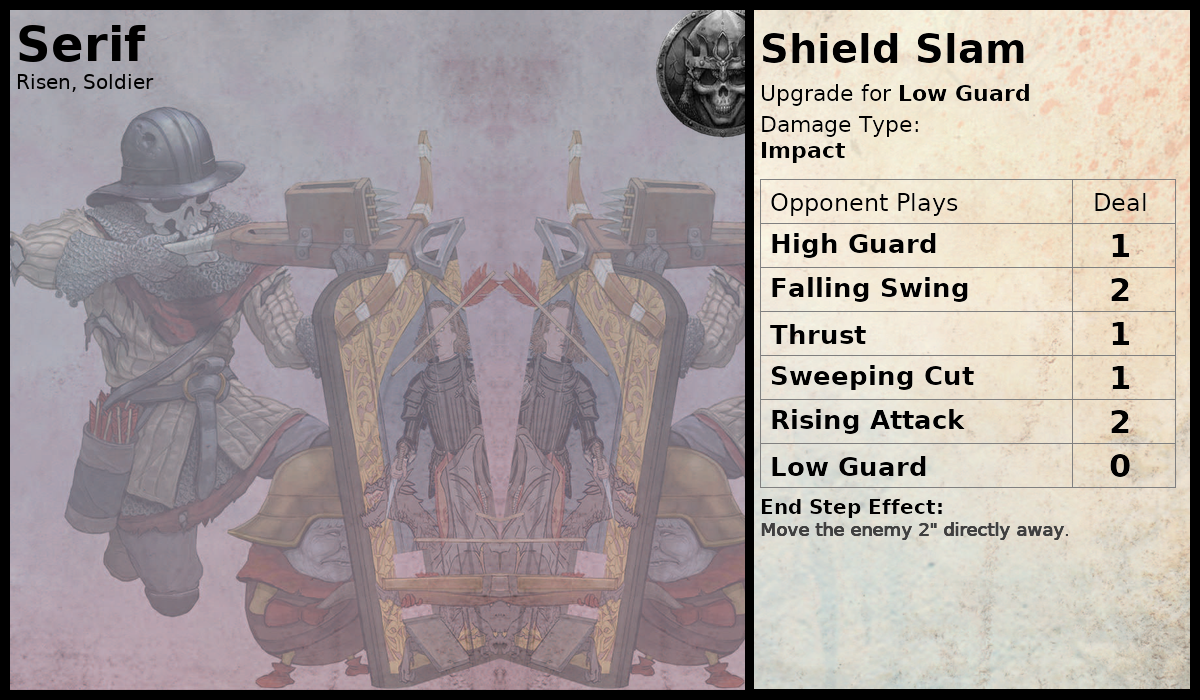 Serif
Risen, Soldier
Shield Slam
Upgrade for Low Guard
Damage Type:
Impact
Opponent Plays Deal
High Guard 1
Falling Swing 2
Thrust 1
Sweeping Cut 1
Rising Attack 2
Low Guard 0
End Step Effect:
Move the enemy 2" directly away.